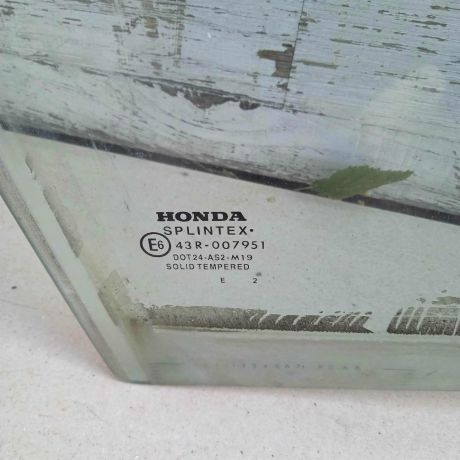 HONDA
SPLINTEX•
E6 43R-007951
DOT24-AS2-M19
SOLID TEMPERED
E 2